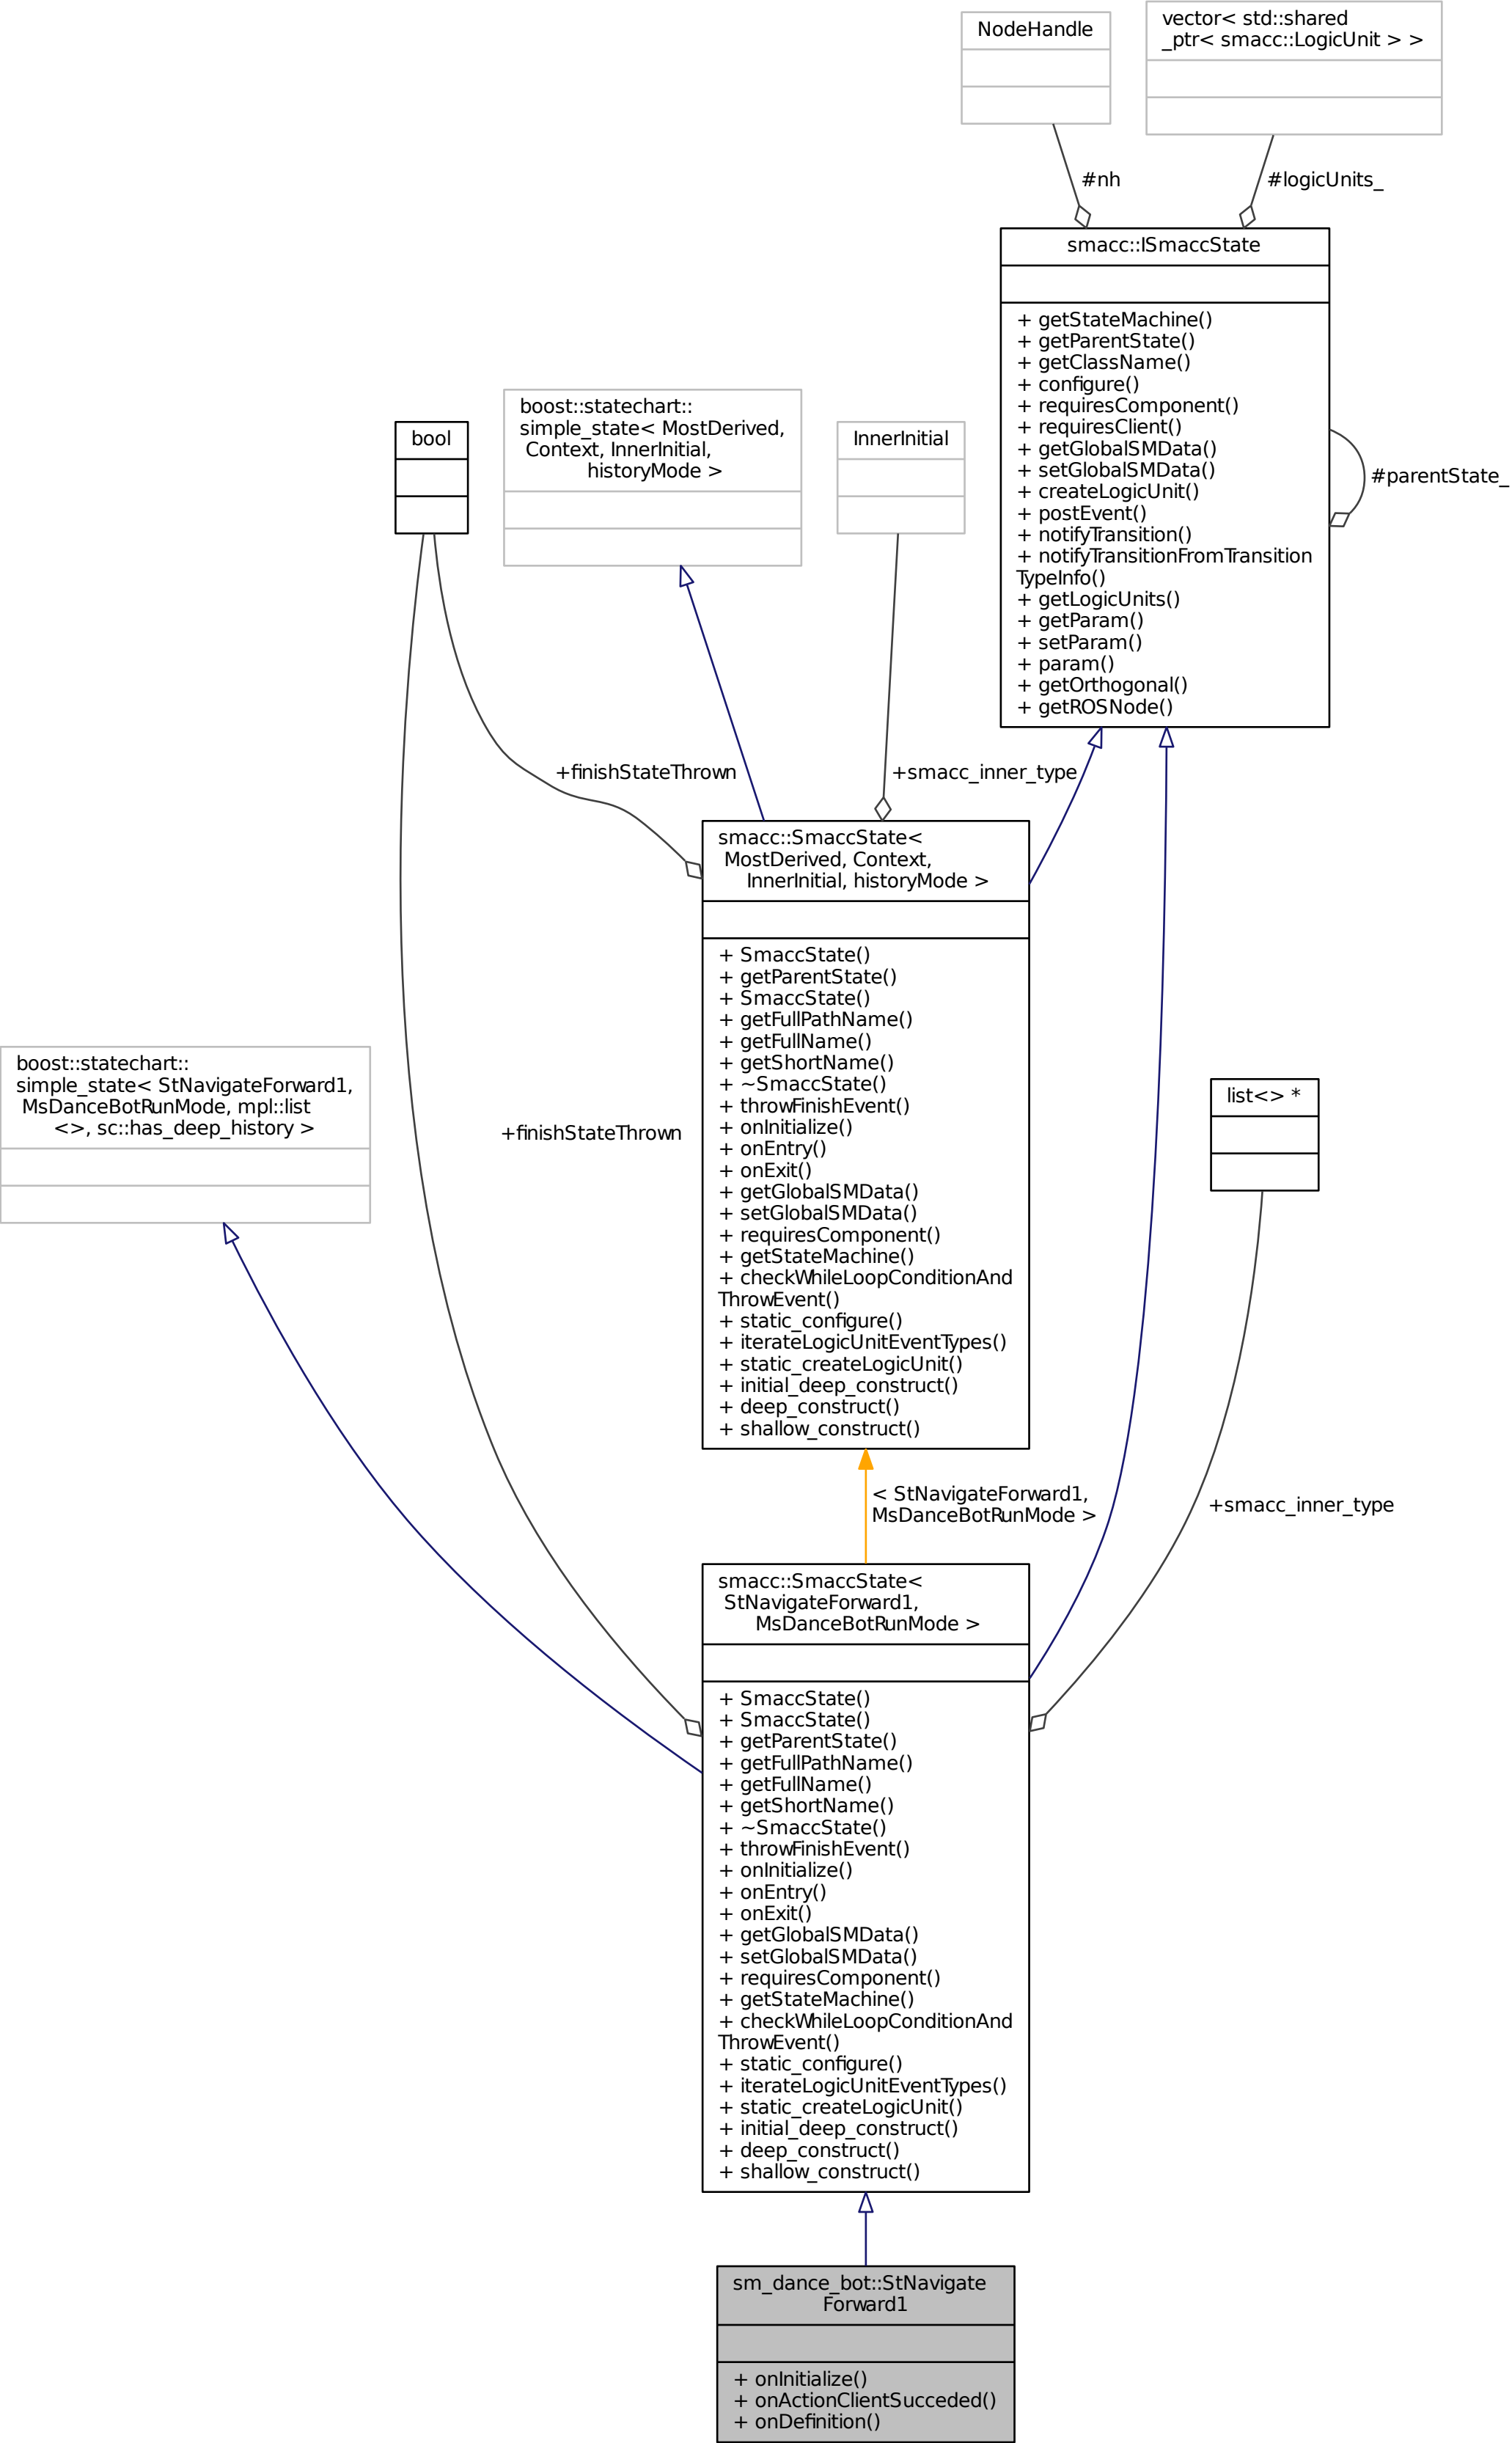 NodeHandle
vector< std::shared
_ptr< smacc::LogicUnit > >
#nh
#logicUnits_
smacc::ISmaccState
+ getStateMachine()
+ getParentState()
+ getClassName()
+ configure()
+ requiresComponent()
+ requiresClient()
+ getGlobalSMData()
+ setGlobalSMData()
+ createLogicUnit()
+ postEvent()
+ notifyTransition()
+ notifyTransitionFromTransition
TypeInfo()
+ getLogicUnits()
+ getParam()
+ setParam()
+ param()
+ getOrthogonal()
+ getROSNode()
#parentState_
bool
boost::statechart::
simple_state< MostDerived,
Context, InnerInitial,
historyMode >
InnerInitial
+finishStateThrown
+smacc_inner_type
smacc::SmaccState<
MostDerived, Context,
InnerInitial, historyMode >
+ SmaccState()
+ getParentState()
+ SmaccState()
+ getFullPathName()
+ getFullName()
+ getShortName()
+ ~SmaccState()
+ throwFinishEvent()
+ onInitialize()
+ onEntry()
+ onExit()
+ getGlobalSMData()
+ setGlobalSMData()
+ requiresComponent()
+ getStateMachine()
+ checkWhileLoopConditionAnd
ThrowEvent()
+ static_configure()
+ iterateLogicUnitEventTypes()
+ static_createLogicUnit()
+ initial_deep_construct()
+ deep_construct()
+ shallow_construct()
boost::statechart::
simple_state< StNavigateForward1,
MsDanceBotRunMode, mpl::list
<>, sc::has_deep_history >
+finishStateThrown
list<> *
< StNavigateForward1,
MsDanceBotRunMode >
+smacc_inner_type
smacc::SmaccState<
StNavigateForward1,
MsDanceBotRunMode >
+ SmaccState()
+ SmaccState()
+ getParentState()
+ getFullPathName()
+ getFullName()
+ getShortName()
+ ~SmaccState()
+ throwFinishEvent()
+ onInitialize()
+ onEntry()
+ onExit()
+ getGlobalSMData()
+ setGlobalSMData()
+ requiresComponent()
+ getStateMachine()
+ checkWhileLoopConditionAnd
ThrowEvent()
+ static_configure()
+ iterateLogicUnitEventTypes()
+ static_createLogicUnit()
+ initial_deep_construct()
+ deep_construct()
+ shallow_construct()
sm_dance_bot::StNavigate
Forward1
+ onInitialize()
+ onActionClientSucceded()
+ onDefinition()